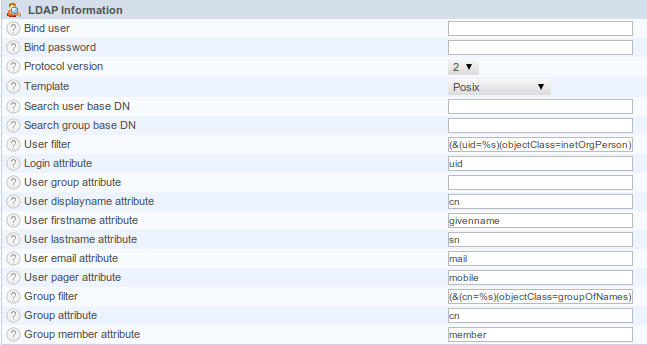 LDAP Information
? Bind user
? Bind password
? Protocol version 2
? Template Posix
? Search user base DN
? Search group base DN
? User filter (&(uid=%s)(objectClass=inetOrgPerson)
? Login attribute uid
? User group attribute
? User displayname attribute cn
? User firstname attribute givenname
? User lastname attribute sn
? User email attribute mail
? User pager attribute mobile
? Group filter (&(cn=%s)(objectClass=groupOfNames)
? Group attribute cn
? Group member attribute member